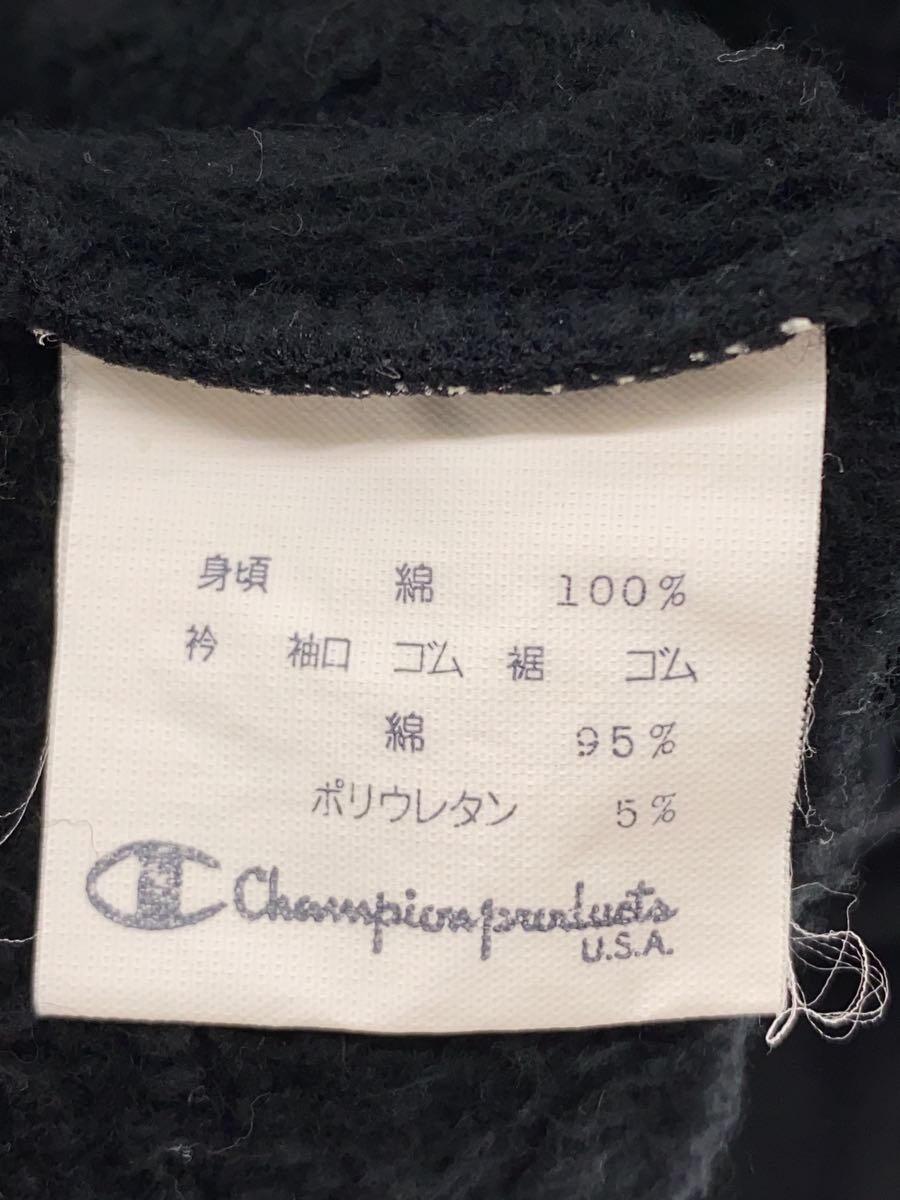 身頃 綿 100%
衿 袖口 ゴム 裾 ゴム
綿 95%
ポリウレタン 5%
Champion products
U.S.A.